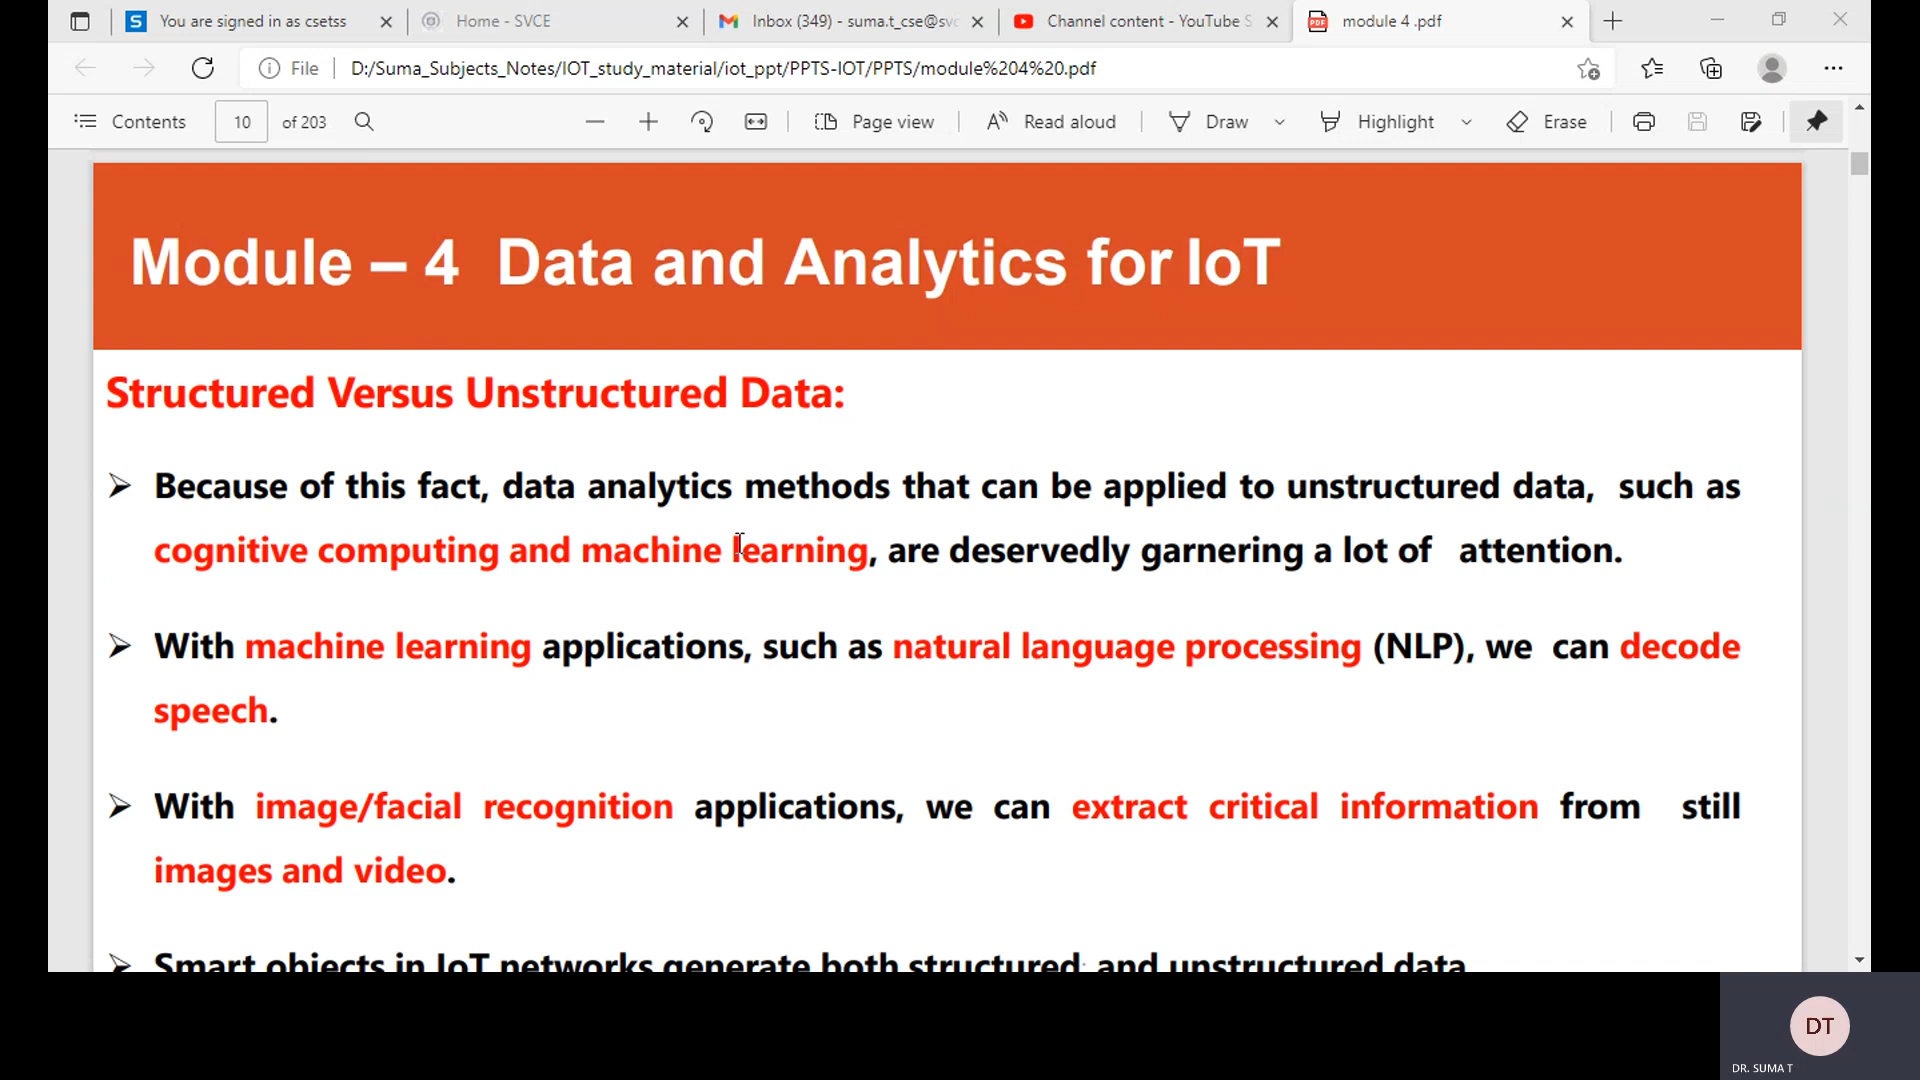 You are signed in as csetss
Home - SVCE
Inbox (349) - suma.t_cse@svc
Channel content - YouTube S
module 4 .pdf
File
D:/Suma_Subjects_Notes/IOT_study_material/iot_ppt/PPTS-IOT/PPTS/module%204%20.pdf
Contents
10
of 203
Page view
Read aloud
Draw
Highlight
Erase
Module – 4 Data and Analytics for IoT
Structured Versus Unstructured Data:
➢ Because of this fact, data analytics methods that can be applied to unstructured data, such as
cognitive computing and machine learning, are deservedly garnering a lot of attention.
➢ With machine learning applications, such as natural language processing (NLP), we can decode
speech.
➢ With image/facial recognition applications, we can extract critical information from still
images and video.
➢ Smart objects in IoT networks generate both structured and unstructured data.
DT
DR. SUMA T